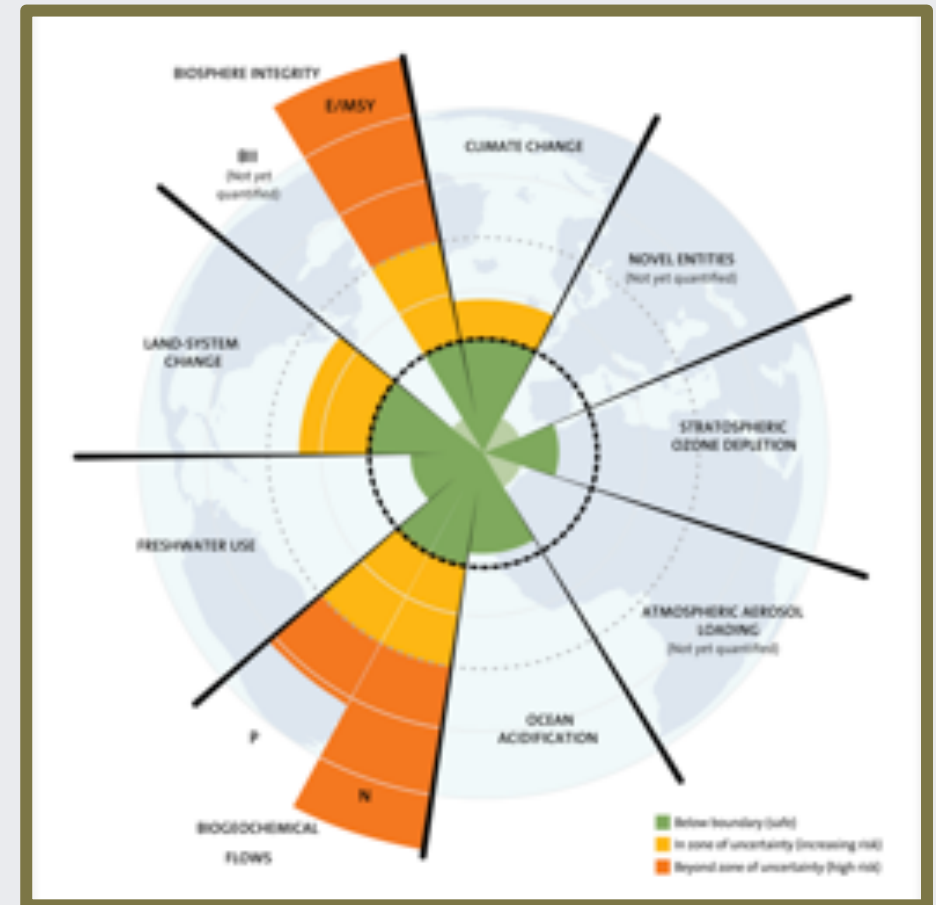 BIOSPHERE INTEGRITY
E/MSY
CLIMATE CHANGE
BII
(Not yet
quantified)
NOVEL ENTITIES
(Not yet quantified)
LAND-SYSTEM
CHANGE
STRATOSPHERIC
OZONE DEPLETION
FRESHWATER USE
ATMOSPHERIC AEROSOL
LOADING
(Not yet quantified)
OCEAN
ACIDIFICATION
P
N
BIOGEOCHEMICAL
FLOWS
Below boundary (safe)
In zone of uncertainty (increasing risk)
Beyond zone of uncertainty (high risk)